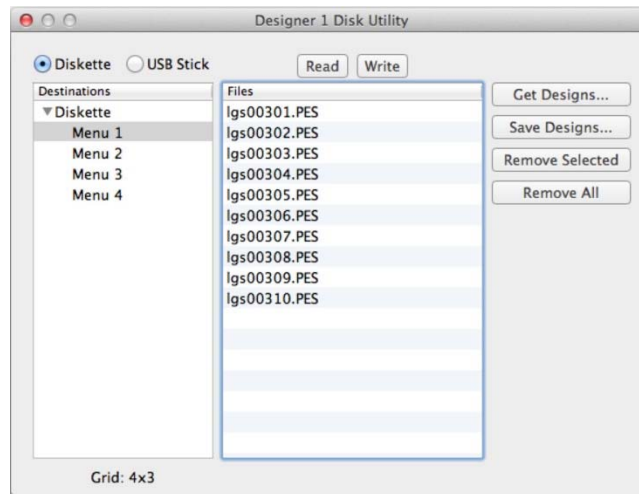 Designer 1 Disk Utility
Diskette USB Stick
Read Write
Destinations
Diskette
Menu 1
Menu 2
Menu 3
Menu 4
Files
lgs00301.PES
lgs00302.PES
lgs00303.PES
lgs00304.PES
lgs00305.PES
lgs00306.PES
lgs00307.PES
lgs00308.PES
lgs00309.PES
lgs00310.PES
Get Designs...
Save Designs...
Remove Selected
Remove All
Grid: 4x3